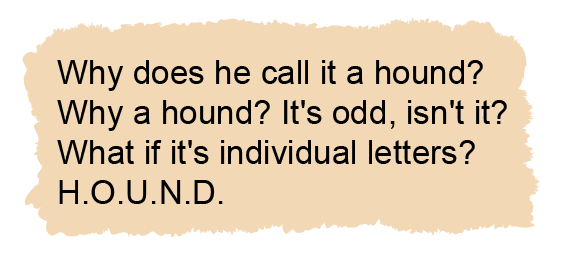 Why does he call it a hound?
Why a hound? It's odd, isn't it?
What if it's individual letters?
H.O.U.N.D.